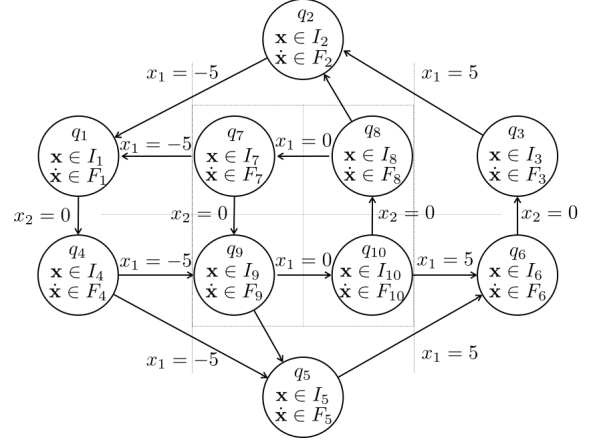 q₂
𝐱 ∈ I₂
ẋ ∈ F₂
x₁ = −5
x₁ = 5
q₁
𝐱 ∈ I₁
ẋ ∈ F₁
x₁ = −5
q₇
𝐱 ∈ I₇
ẋ ∈ F₇
x₁ = 0
q₈
𝐱 ∈ I₈
ẋ ∈ F₈
q₃
𝐱 ∈ I₃
ẋ ∈ F₃
x₂ = 0
x₂ = 0
x₂ = 0
x₂ = 0
q₄
𝐱 ∈ I₄
ẋ ∈ F₄
x₁ = −5
q₉
𝐱 ∈ I₉
ẋ ∈ F₉
x₁ = 0
q₁₀
𝐱 ∈ I₁₀
ẋ ∈ F₁₀
x₁ = 5
q₆
𝐱 ∈ I₆
ẋ ∈ F₆
x₁ = −5
x₁ = 5
q₅
𝐱 ∈ I₅
ẋ ∈ F₅